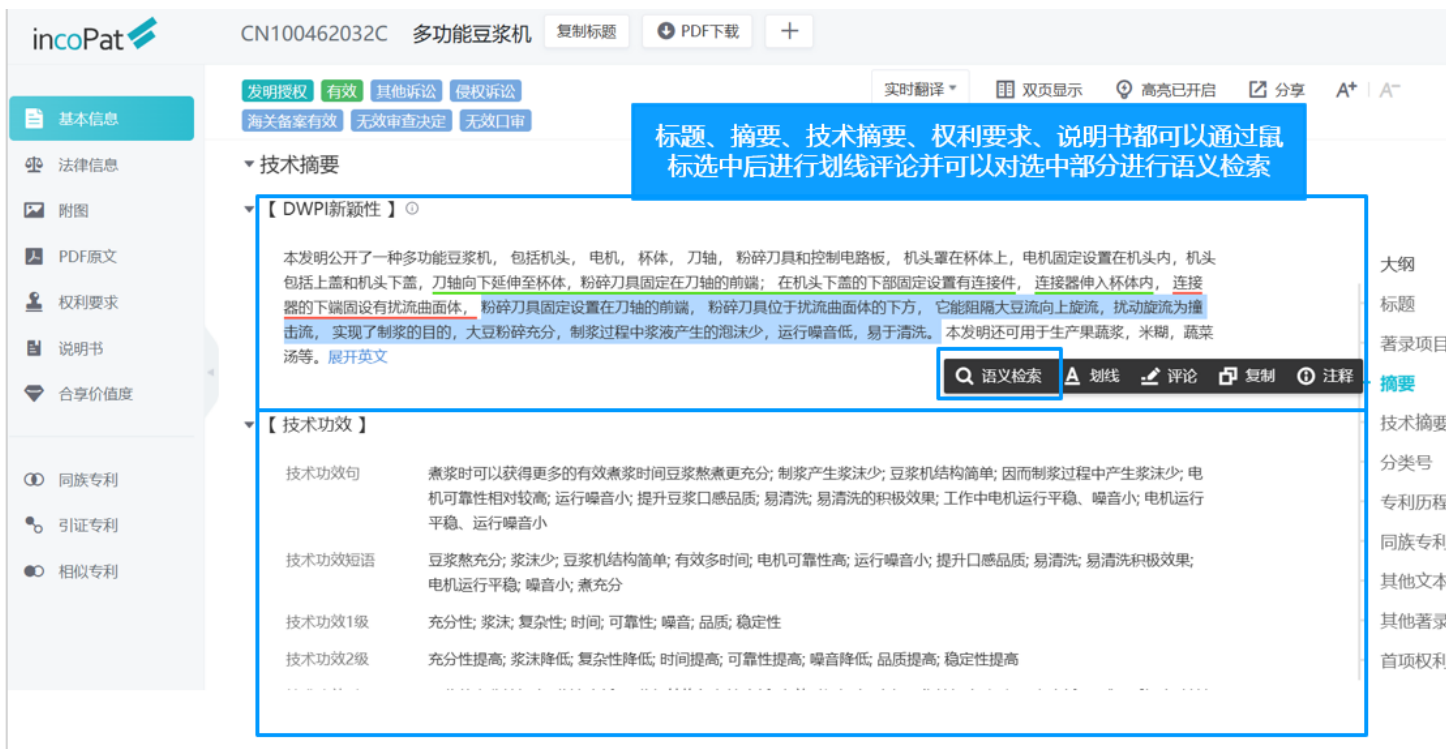 incoPat
CN100462032C 多功能豆浆机 复制标题 PDF下载
发明授权 有效 其他诉讼 侵权诉讼
海关备案有效 无效审查决定 无效口审
实时翻译 双页显示 高亮已开启 分享 A+ A-
标题、摘要、技术摘要、权利要求、说明书都可以通过鼠
标选中后进行划线评论并可以对选中部分进行语义检索
基本信息
法律信息
附图
PDF原文
权利要求
说明书
合享价值度
同族专利
引证专利
相似专利
技术摘要
【 DWPI新颖性 】
本发明公开了一种多功能豆浆机, 包括机头, 电机, 杯体, 刀轴, 粉碎刀具和控制电路板, 机头罩在杯体上, 电机固定设置在机头内, 机头
包括上盖和机头下盖, 刀轴向下延伸至杯体, 粉碎刀具固定在刀轴的前端; 在机头下盖的下部固定设置有连接件, 连接器伸入杯体内, 连接
器的下端固设有扰流曲面体, 粉碎刀具固定设置在刀轴的前端, 粉碎刀具位于扰流曲面体的下方, 它能阻隔大豆流向上旋流, 扰动旋流为撞
击流, 实现了制浆的目的, 大豆粉碎充分, 制浆过程中浆液产生的泡沫少, 运行噪音低, 易于清洗。 本发明还可用于生产果蔬浆, 米糊, 蔬菜
汤等。 展开英文
语义检索 划线 评论 复制 注释
【 技术功效 】
技术功效句 煮浆时可以获得更多的有效煮浆时间豆浆熬煮更充分; 制浆产生浆沫少; 豆浆机结构简单; 因而制浆过程中产生浆沫少; 电
机可靠性相对较高; 运行噪音小; 提升豆浆口感品质; 易清洗; 易清洗的积极效果; 工作中电机运行平稳、噪音小; 电机运行
平稳、运行噪音小
技术功效短语 豆浆熬充分; 浆沫少; 豆浆机结构简单; 有效多时间; 电机可靠性高; 运行噪音小; 提升口感品质; 易清洗; 易清洗积极效果;
电机运行平稳; 噪音小; 煮充分
技术功效1级 充分性; 浆沫; 复杂性; 时间; 可靠性; 噪音; 品质; 稳定性
技术功效2级 充分性提高; 浆沫降低; 复杂性降低; 时间提高; 可靠性提高; 噪音降低; 品质提高; 稳定性提高
大纲
标题
著录项目
摘要
技术摘要
分类号
专利历程
同族专利
其他文本
其他著录
首项权利